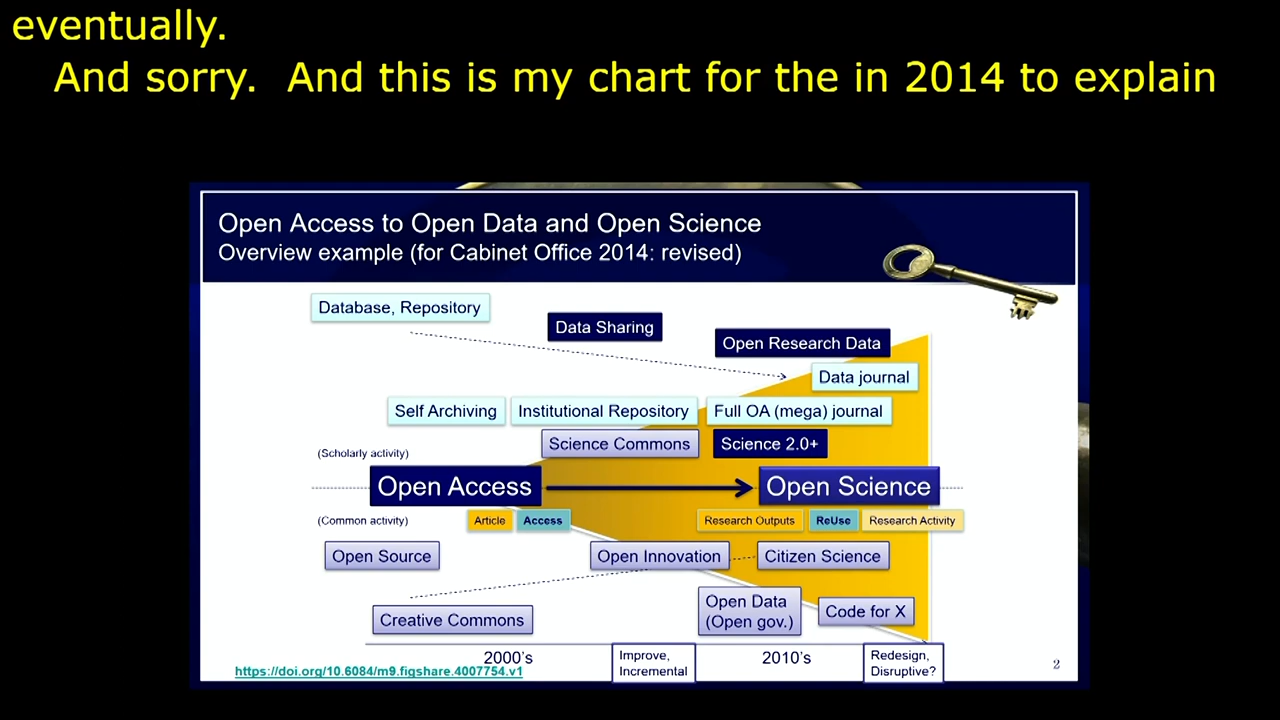 eventually.
And sorry.  And this is my chart for the in 2014 to explain
Open Access to Open Data and Open Science
Overview example (for Cabinet Office 2014: revised)
Database, Repository
Data Sharing
Open Research Data
Data journal
Self Archiving
Institutional Repository
Full OA (mega) journal
Science Commons
Science 2.0+
(Scholarly activity)
Open Access
Open Science
(Common activity)
Article
Access
Research Outputs
ReUse
Research Activity
Open Source
Open Innovation
Citizen Science
Creative Commons
Open Data
(Open gov.)
Code for X
2000's
Improve,
Incremental
2010's
Redesign,
Disruptive?
https://doi.org/10.6084/m9.figshare.4007754.v1
2